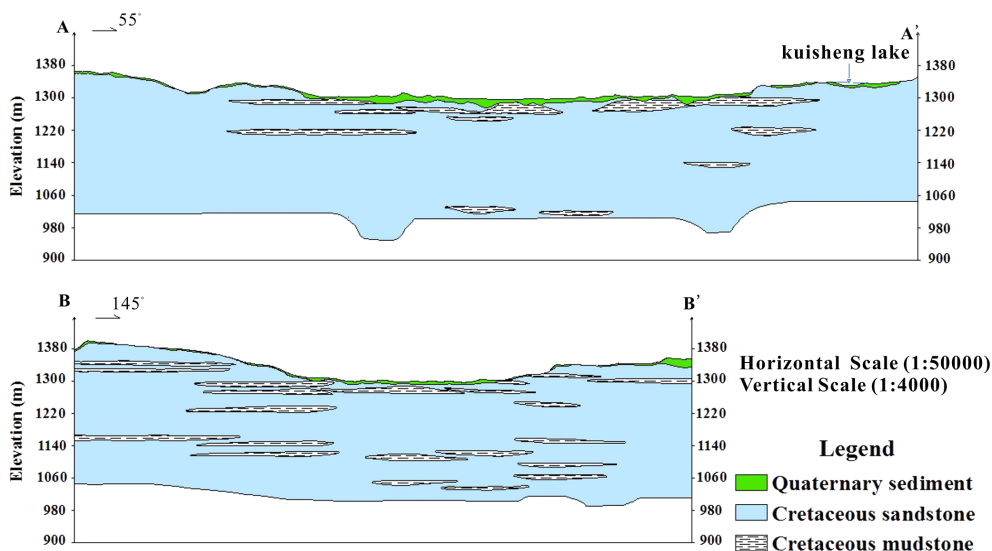 A 55° A’
kuisheng lake
Elevation (m)
1380 1380
1300 1300
1220 1220
1140 1140
1060 1060
980 980
900 900
B 145° B’
Elevation (m)
1380 1380
1300 1300
1220 1220
1140 1140
1060 1060
980 980
900 900
Horizontal Scale (1:50000)
Vertical Scale (1:4000)
Legend
Quaternary sediment
Cretaceous sandstone
Cretaceous mudstone